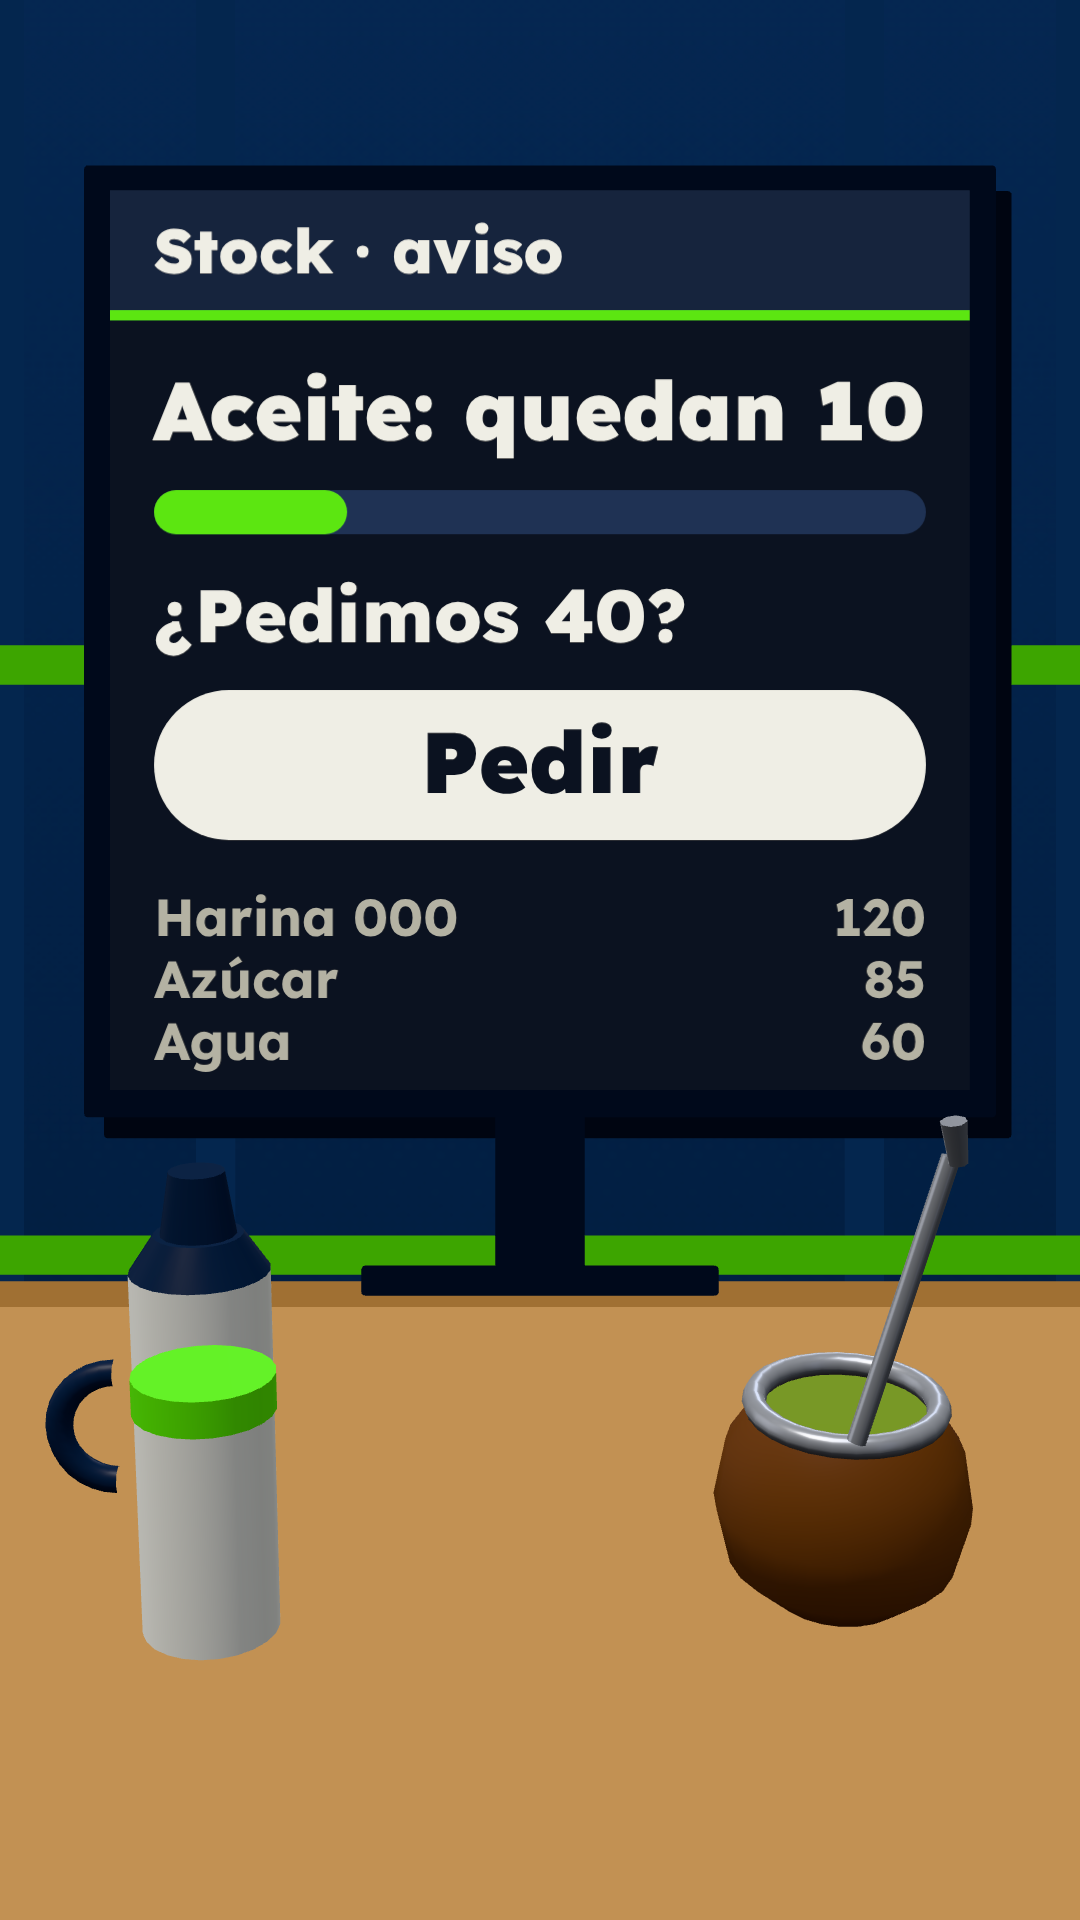 Stock · aviso
Aceite: quedan 10
¿Pedimos 40?
Pedir
Harina 000 120
Azúcar 85
Agua 60